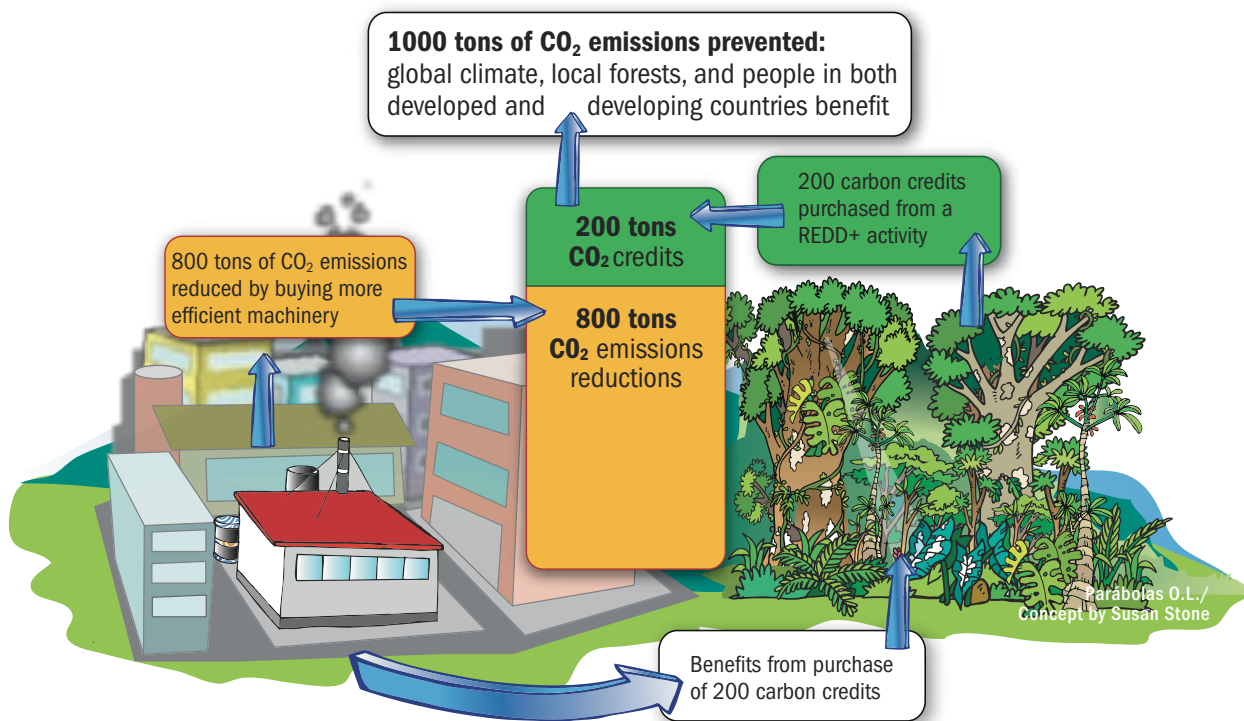 1000 tons of CO₂ emissions prevented:
global climate, local forests, and people in both
developed and developing countries benefit
200 carbon credits
purchased from a
REDD+ activity
200 tons
CO₂ credits
800 tons of CO₂ emissions
reduced by buying more
efficient machinery
800 tons
CO₂ emissions
reductions
Parábolas O.L./
Concept by Susan Stone
Benefits from purchase
of 200 carbon credits